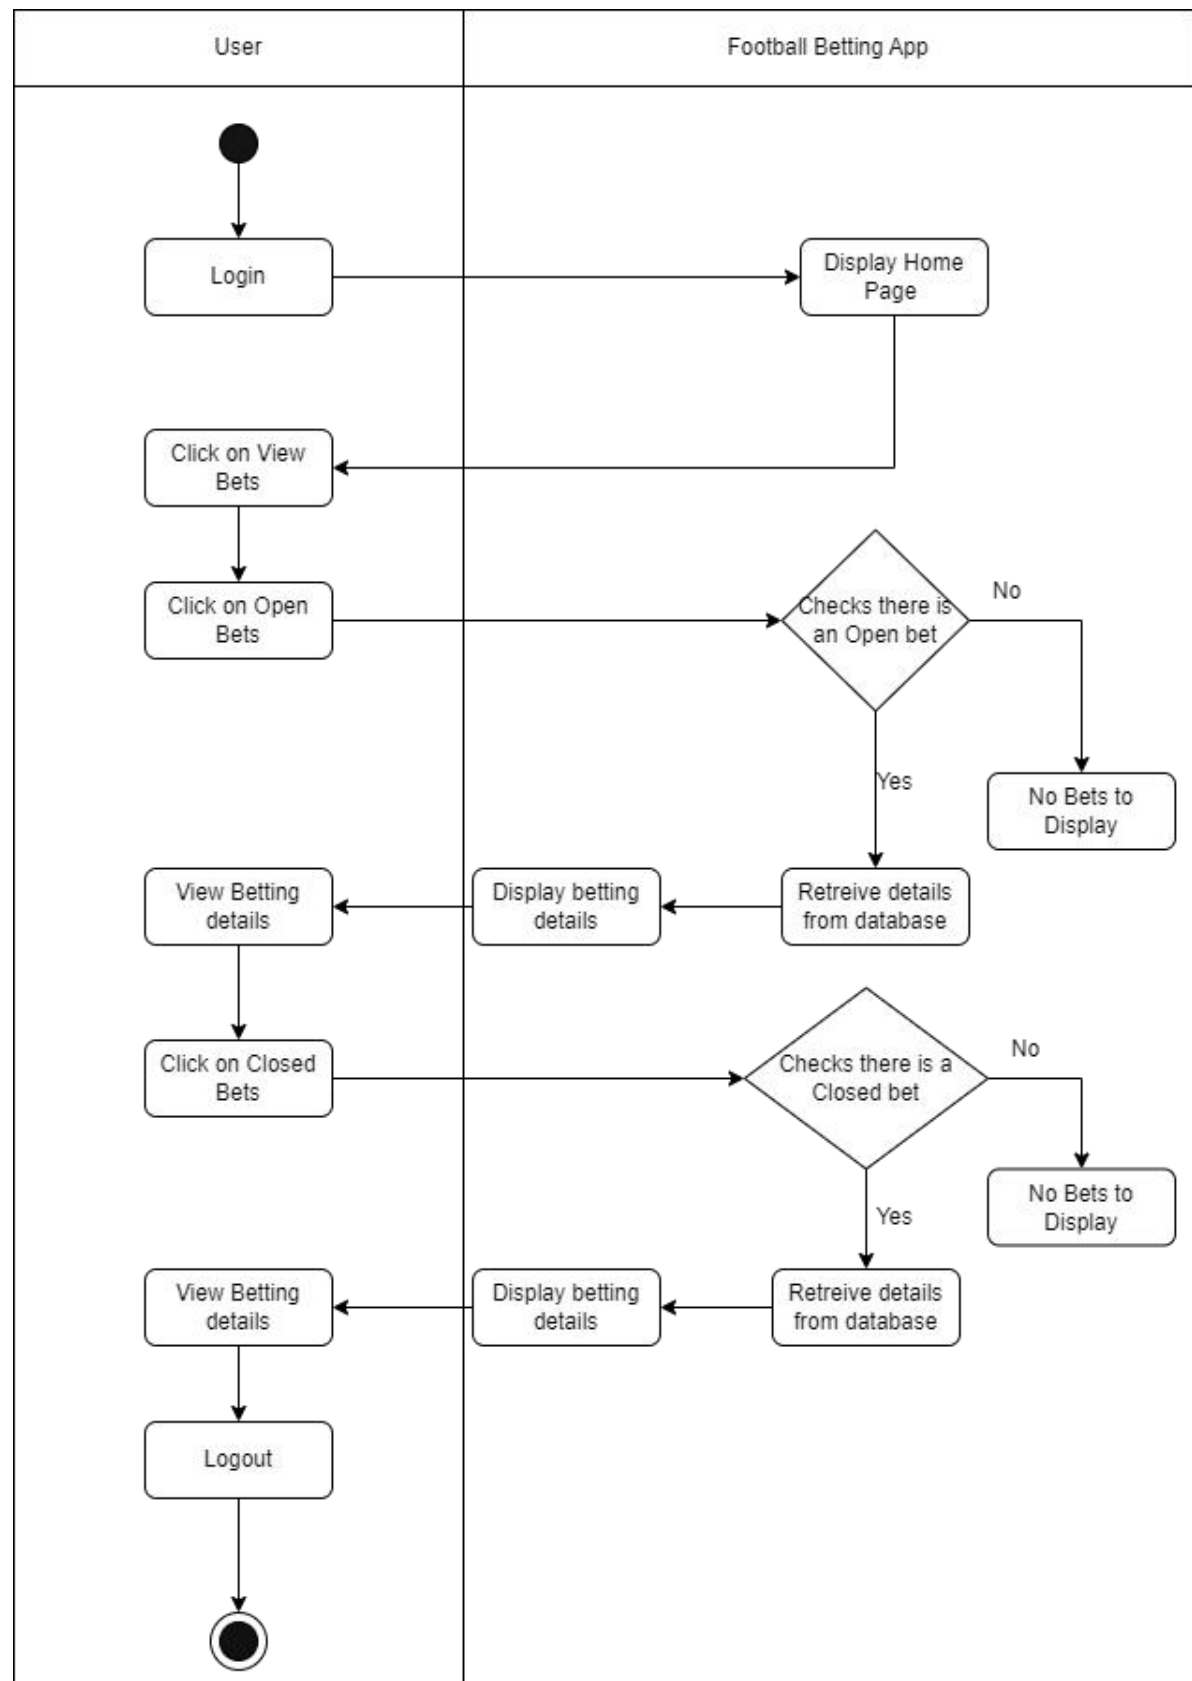 User
Football Betting App
Login
Display Home
Page
Click on View
Bets
Click on Open
Bets
Checks there is
an Open bet
No
Yes
No Bets to
Display
View Betting
details
Display betting
details
Retreive details
from database
Click on Closed
Bets
Checks there is a
Closed bet
No
Yes
No Bets to
Display
View Betting
details
Display betting
details
Retreive details
from database
Logout